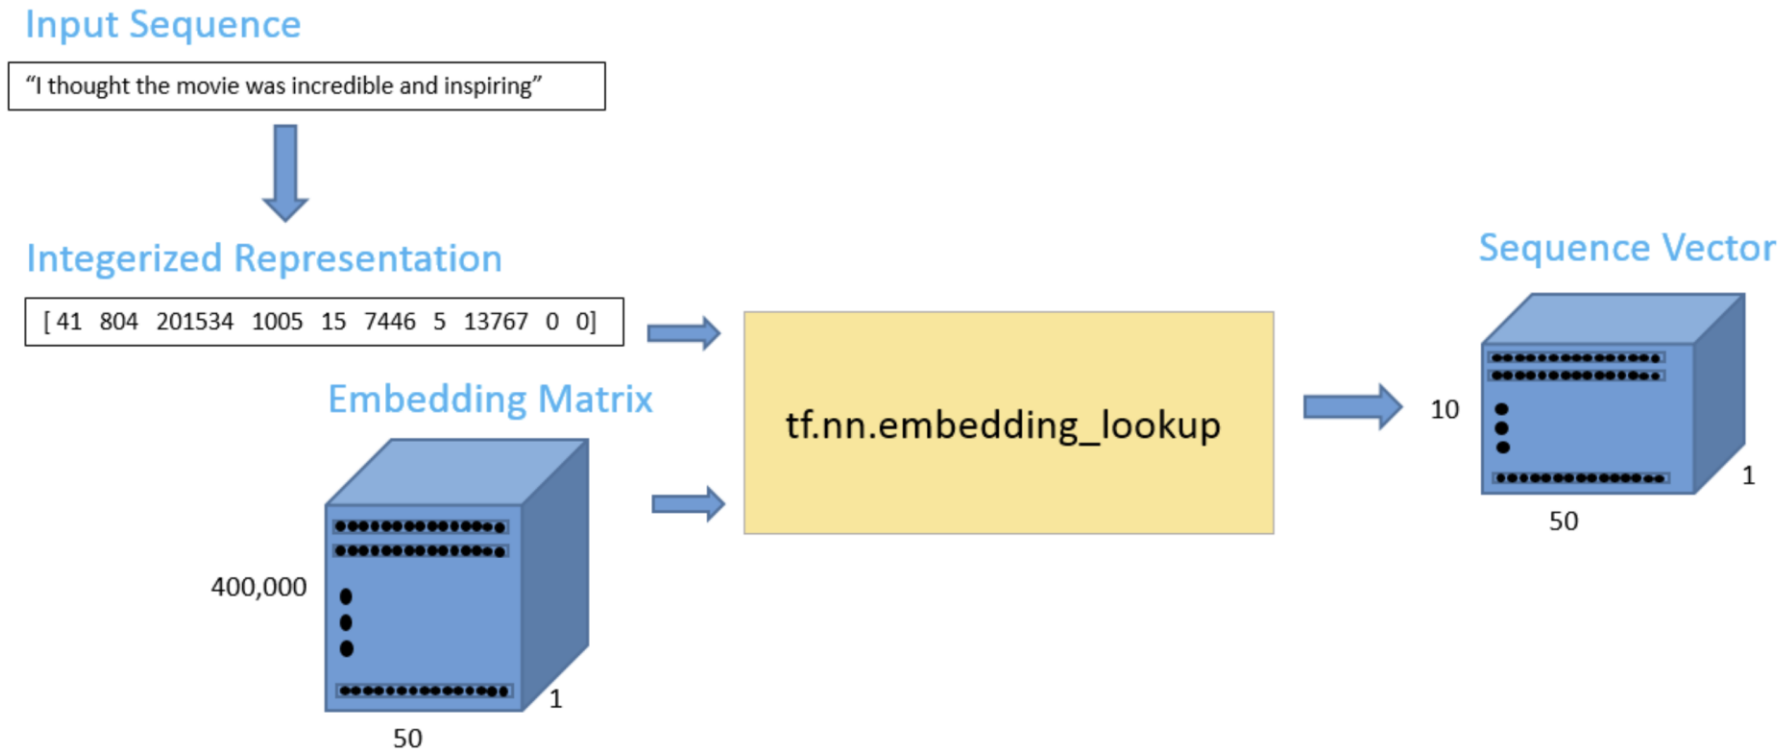 Input Sequence
“I thought the movie was incredible and inspiring”
Integerized Representation
[ 41 804 201534 1005 15 7446 5 13767 0 0]
Embedding Matrix
400,000
50
1
tf.nn.embedding_lookup
Sequence Vector
10
50
1